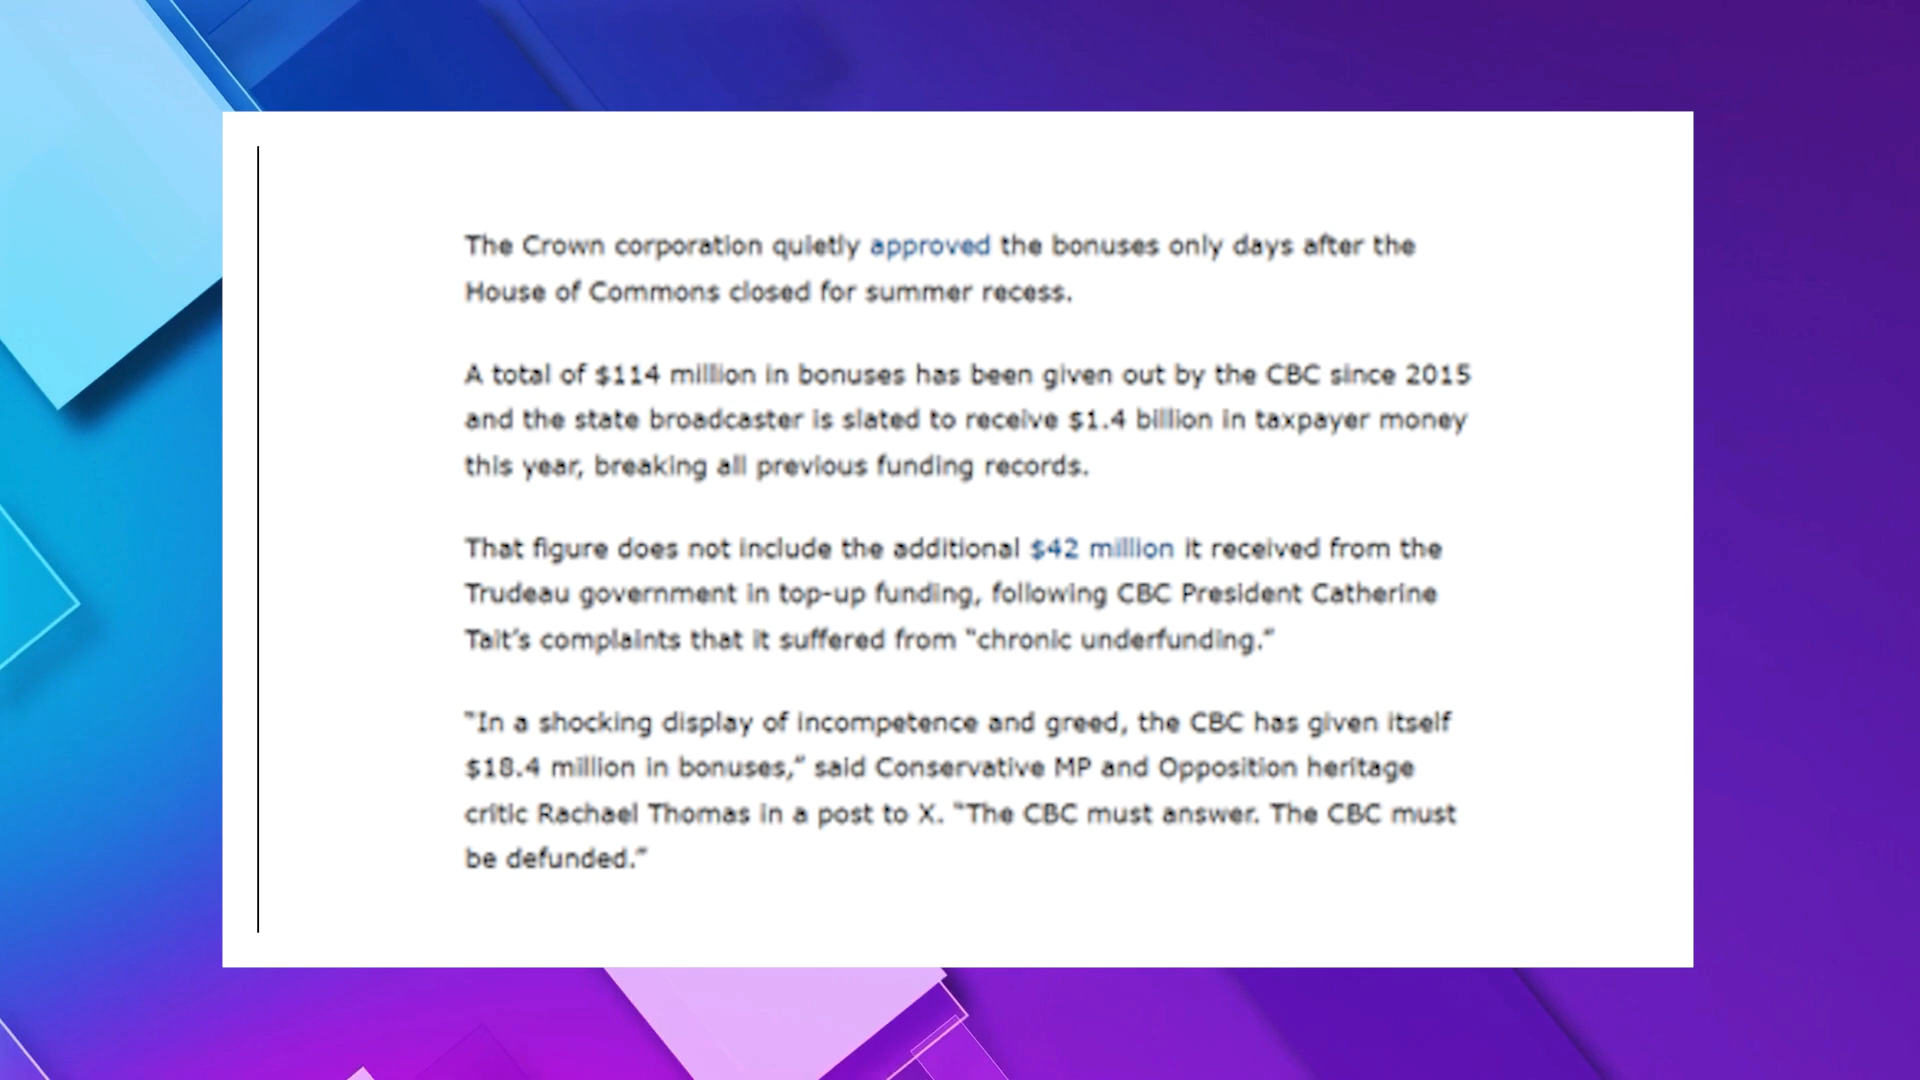 The Crown corporation quietly approved the bonuses only days after the
House of Commons closed for summer recess.
A total of $114 million in bonuses has been given out by the CBC since 2015
and the state broadcaster is slated to receive $1.4 billion in taxpayer money
this year, breaking all previous funding records.
That figure does not include the additional $42 million it received from the
Trudeau government in top-up funding, following CBC President Catherine
Tait’s complaints that it suffered from “chronic underfunding.”
“In a shocking display of incompetence and greed, the CBC has given itself
$18.4 million in bonuses,” said Conservative MP and Opposition heritage
critic Rachael Thomas in a post to X. “The CBC must answer. The CBC must
be defunded.”